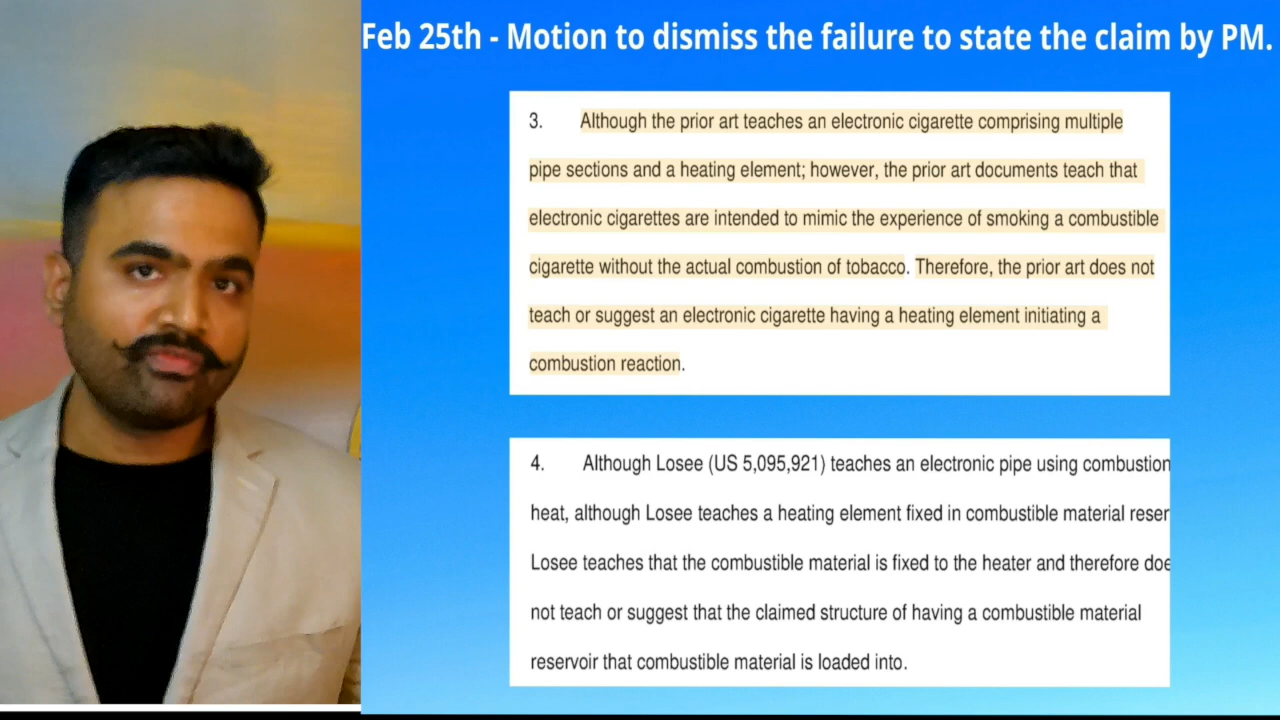 Feb 25th - Motion to dismiss the failure to state the claim by PM.
3. Although the prior art teaches an electronic cigarette comprising multiple
pipe sections and a heating element; however, the prior art documents teach that
electronic cigarettes are intended to mimic the experience of smoking a combustible
cigarette without the actual combustion of tobacco. Therefore, the prior art does not
teach or suggest an electronic cigarette having a heating element initiating a
combustion reaction.
4. Although Losee (US 5,095,921) teaches an electronic pipe using combustion
heat, although Losee teaches a heating element fixed in combustible material reser
Losee teaches that the combustible material is fixed to the heater and therefore doe
not teach or suggest that the claimed structure of having a combustible material
reservoir that combustible material is loaded into.